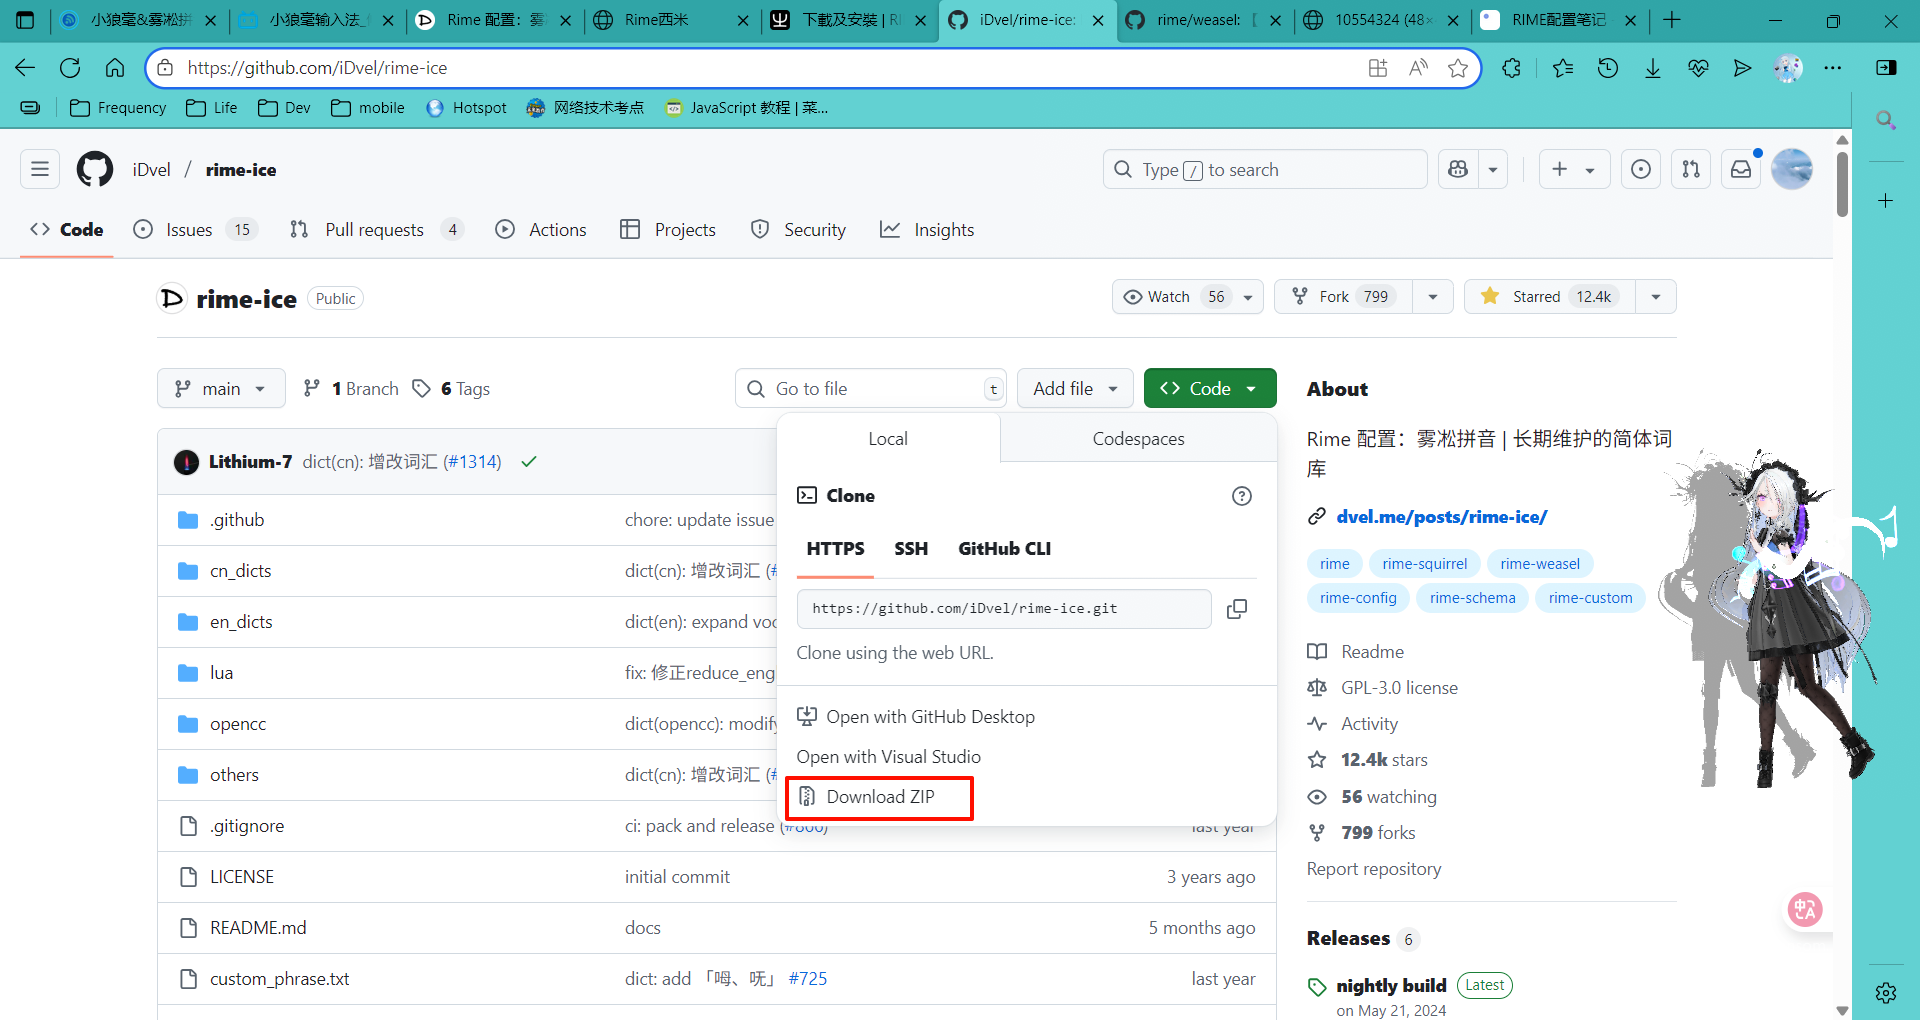 小狼毫&雾凇拼
小狼毫输入法_
Rime 配置：雾
Rime西米
下載及安裝 | RI
iDvel/rime-ice:
rime/weasel: 【
10554324 (48×
RIME配置笔记
https://github.com/iDvel/rime-ice
Frequency
Life
Dev
mobile
Hotspot
网络技术考点
JavaScript 教程 | 菜...
iDvel / rime-ice
Type / to search
Code
Issues 15
Pull requests 4
Actions
Projects
Security
Insights
rime-ice Public
Watch 56
Fork 799
Starred 12.4k
main
1 Branch
6 Tags
Go to file t
Add file
Code
Local
Codespaces
Clone
HTTPS
SSH
GitHub CLI
https://github.com/iDvel/rime-ice.git
Clone using the web URL.
Open with GitHub Desktop
Open with Visual Studio
Download ZIP
Lithium-7 dict(cn): 增改词汇 (#1314)
.github chore: update issue
cn_dicts dict(cn): 增改词汇 (#
en_dicts dict(en): expand voc
lua fix: 修正reduce_eng
opencc dict(opencc): modify
others dict(cn): 增改词汇 (#
.gitignore ci: pack and release (#866) last year
LICENSE initial commit 3 years ago
README.md docs 5 months ago
custom_phrase.txt dict: add 「呣、呒」 #725 last year
About
Rime 配置：雾凇拼音 | 长期维护的简体词
库
dvel.me/posts/rime-ice/
rime
rime-squirrel
rime-weasel
rime-config
rime-schema
rime-custom
Readme
GPL-3.0 license
Activity
12.4k stars
56 watching
799 forks
Report repository
Releases 6
nightly build Latest
on May 21, 2024